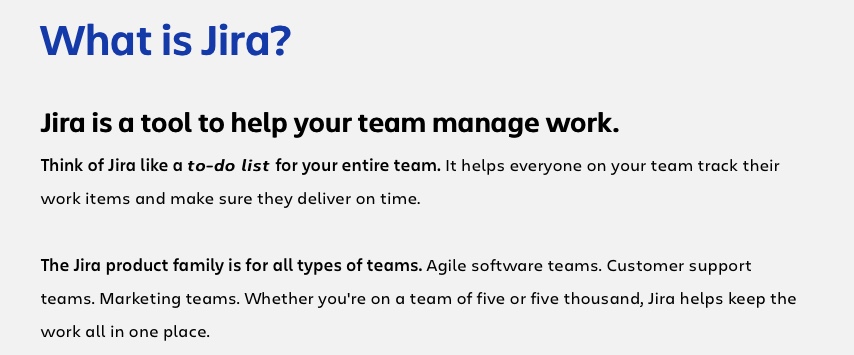 What is Jira?
Jira is a tool to help your team manage work.
Think of Jira like a to-do list for your entire team. It helps everyone on your team track their
work items and make sure they deliver on time.
The Jira product family is for all types of teams. Agile software teams. Customer support
teams. Marketing teams. Whether you're on a team of five or five thousand, Jira helps keep the
work all in one place.